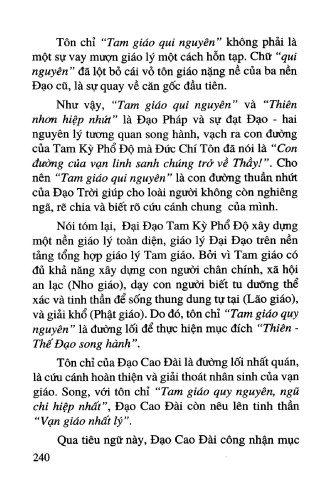 Tôn chỉ "Tam giáo qui nguyên" không phải là
một sự vay mượn giáo lý một cách hỗn tạp. Chữ "qui
nguyên" đã lột bỏ cái vỏ tôn giáo nặng nề của ba nền
Đạo cũ, là sự quay về căn gốc đầu tiên.
Như vậy, "Tam giáo qui nguyên" và "Thiên
nhơn hiệp nhứt" là Đạo Pháp và sự đạt Đạo - hai
nguyên lý tương quan song hành, vạch ra con đường
của Tam Kỳ Phổ Độ mà Đức Chí Tôn đã nói là "Con
đường của vạn linh sanh chúng trở về Thầy!". Cho
nên "Tam giáo qui nguyên" là con đường thuần nhứt
của Đạo Trời giúp cho loài người không còn nghiêng
ngã, rẽ chia và biết rõ cứu cánh chung của mình.
Nói tóm lại, Đại Đạo Tam Kỳ Phổ Độ xây dựng
một nền giáo lý toàn diện, giáo lý Đại Đạo trên nền
tảng tổng hợp giáo lý Tam giáo. Bởi vì Tam giáo có
đủ khả năng xây dựng con người chân chính, xã hội
an lạc (Nho giáo), dạy con người biết tu dưỡng thể
xác và tinh thần để sống thung dung tự tại (Lão giáo),
và giải khổ (Phật giáo). Do đó, tôn chỉ "Tam giáo quy
nguyên" là đường lối để thực hiện mục đích "Thiên -
Thế Đạo song hành".
Tôn chỉ của Đạo Cao Đài là đường lối nhất quán,
là cứu cánh hoàn thiện và giải thoát nhân sinh của vạn
giáo. Song, với tôn chỉ "Tam giáo quy nguyên, ngũ
chi hiệp nhất", Đạo Cao Đài còn nêu lên tinh thần
"Vạn giáo nhất lý".
Qua tiêu ngữ này, Đạo Cao Đài công nhận mục
240